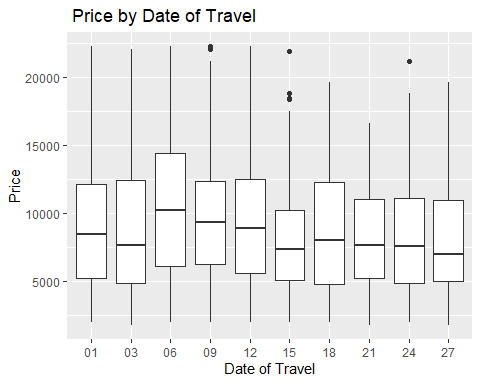 Price by Date of Travel
20000
15000
10000
5000
Price
01 03 06 09 12 15 18 21 24 27
Date of Travel